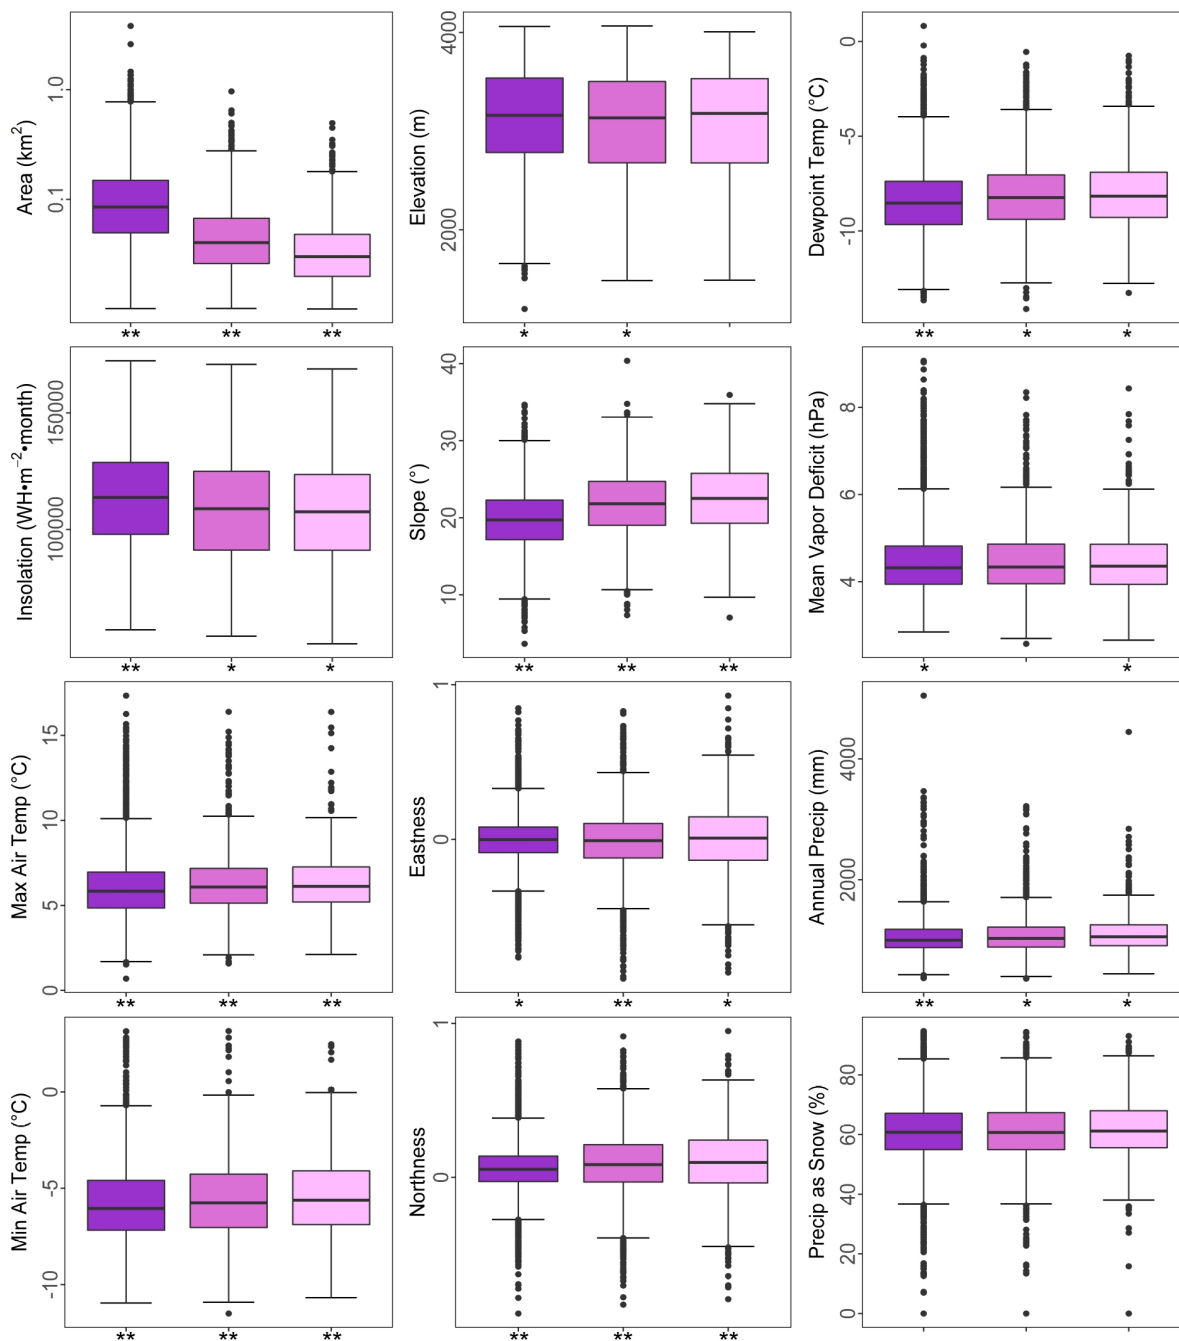 Area (km²)
1.0
0.1
** ** **
Elevation (m)
4000
2000
* *
Dewpoint Temp (°C)
0
-5
-10
** * *
Insolation (WH•m⁻²•month)
150000
100000
** * *
Slope (°)
40
30
20
10
** ** **
Mean Vapor Deficit (hPa)
8
6
4
* *
Max Air Temp (°C)
15
10
5
0
** ** **
Eastness
1
0
* ** *
Annual Precip (mm)
4000
2000
** * *
Min Air Temp (°C)
0
-5
-10
** ** **
Northness
1
0
** ** **
Precip as Snow (%)
80
60
40
20
0